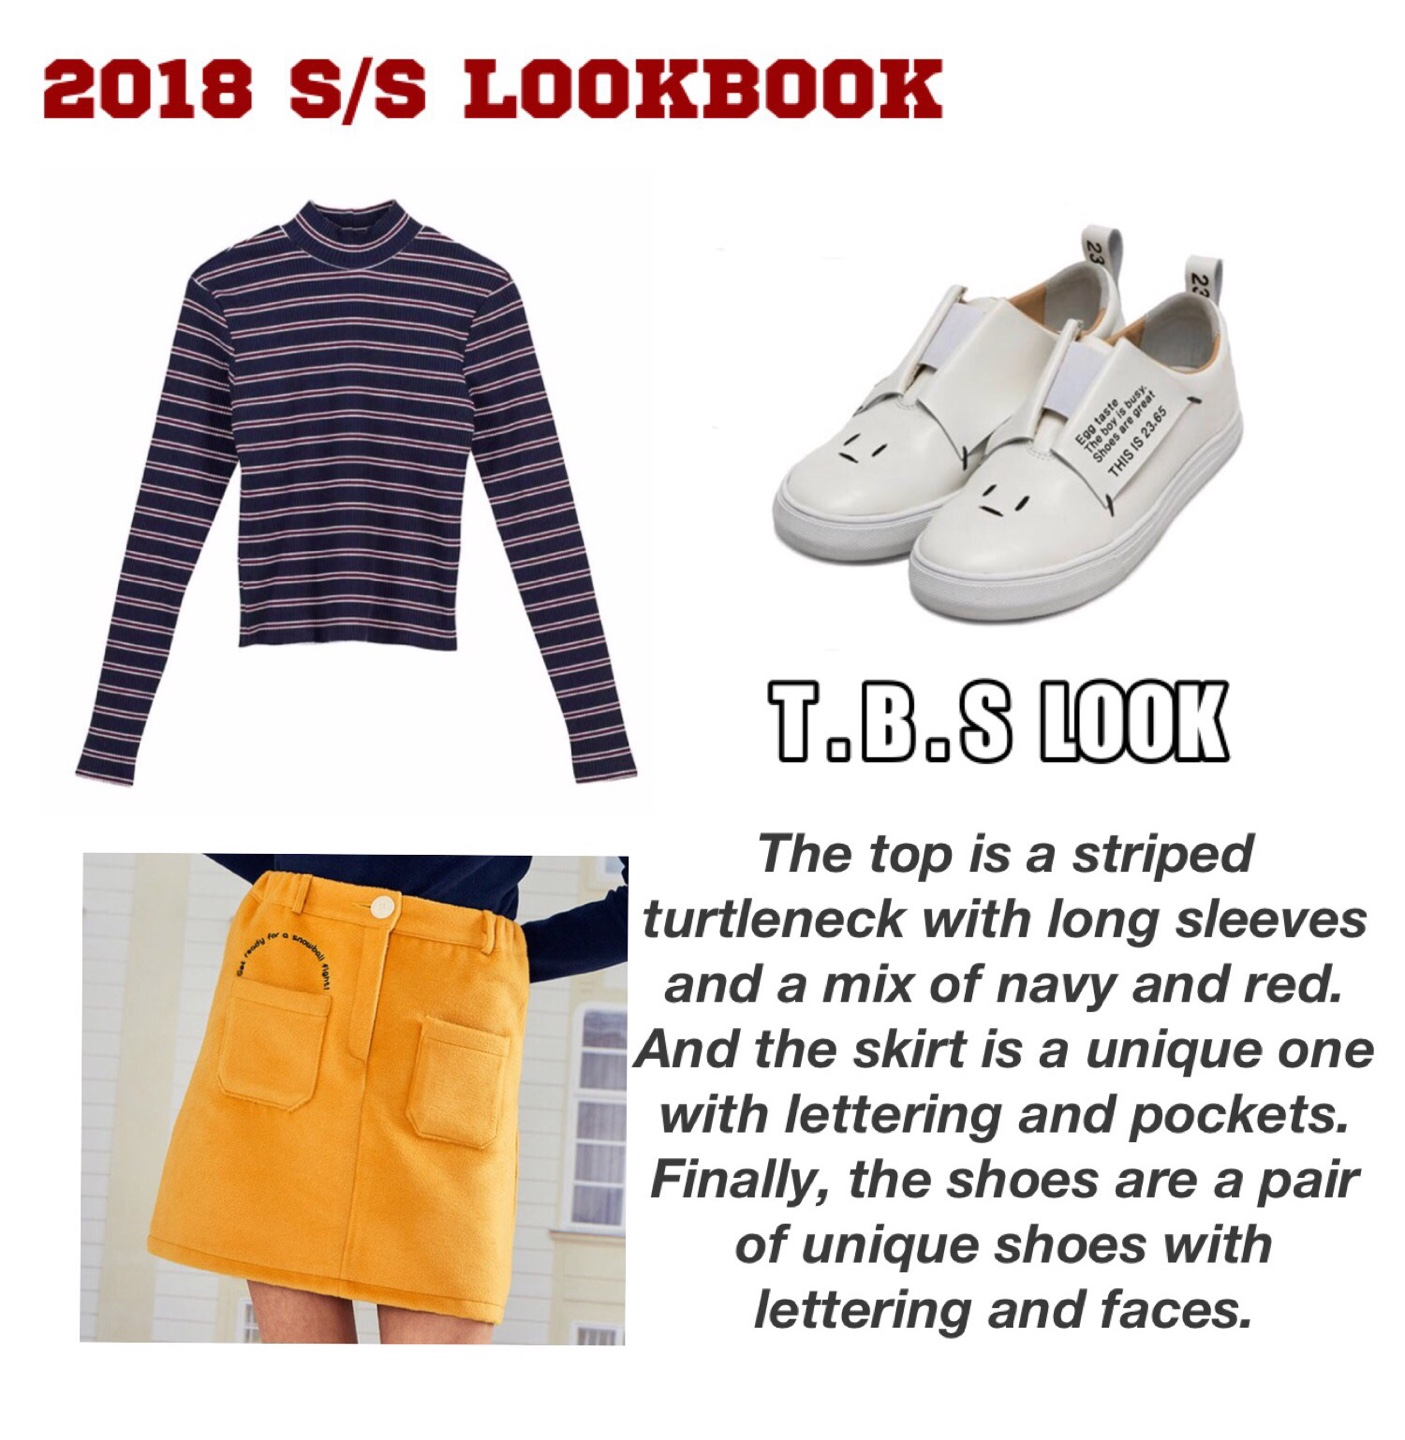 2018 S/S LOOKBOOK
23
23
Egg taste
The boy is busy.
Shoes are great
THIS IS 23.65
T.B.S LOOK
Get ready for a snowball fight!
The top is a striped
turtleneck with long sleeves
and a mix of navy and red.
And the skirt is a unique one
with lettering and pockets.
Finally, the shoes are a pair
of unique shoes with
lettering and faces.